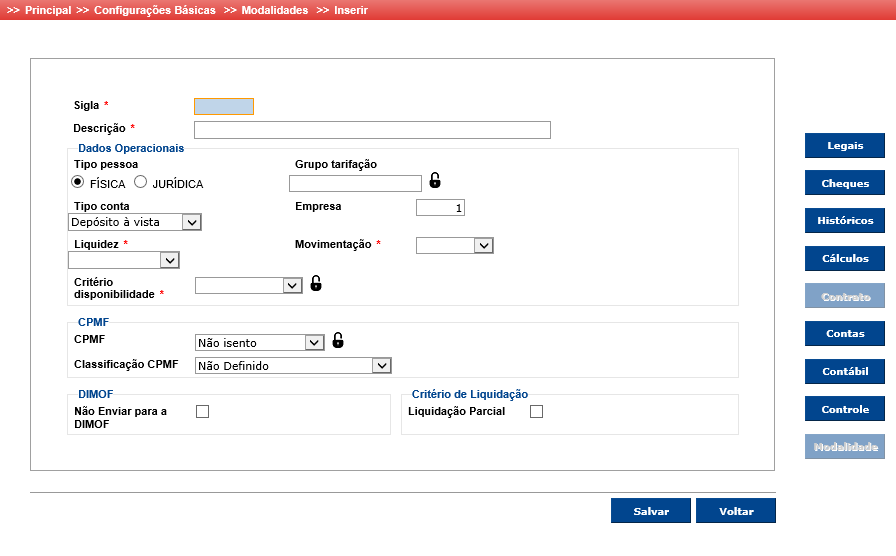 >> Principal >> Configurações Básicas >> Modalidades >> Inserir
Sigla *
Descrição *
Dados Operacionais
Tipo pessoa
Grupo tarifação
FÍSICA JURÍDICA
Tipo conta
Empresa 1
Depósito à vista
Liquidez *
Movimentação *
Critério
disponibilidade *
CPMF
CPMF Não isento
Classificação CPMF Não Definido
DIMOF
Não Enviar para a
DIMOF
Critério de Liquidação
Liquidação Parcial
Legais
Cheques
Históricos
Cálculos
Contrato
Contas
Contábil
Controle
Modalidade
Salvar Voltar